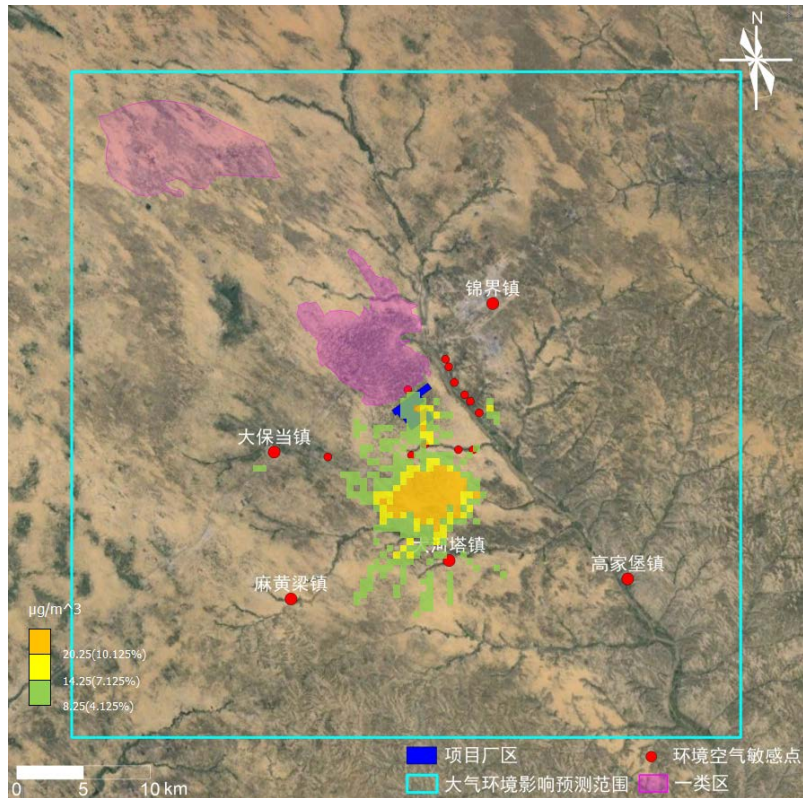 N
锦界镇
大保当镇
大河塔镇
高家堡镇
麻黄梁镇
μg/m^3
20.25(10.125%)
14.25(7.125%)
8.25(4.125%)
项目厂区
环境空气敏感点
0 5 10 km
大气环境影响预测范围
一类区